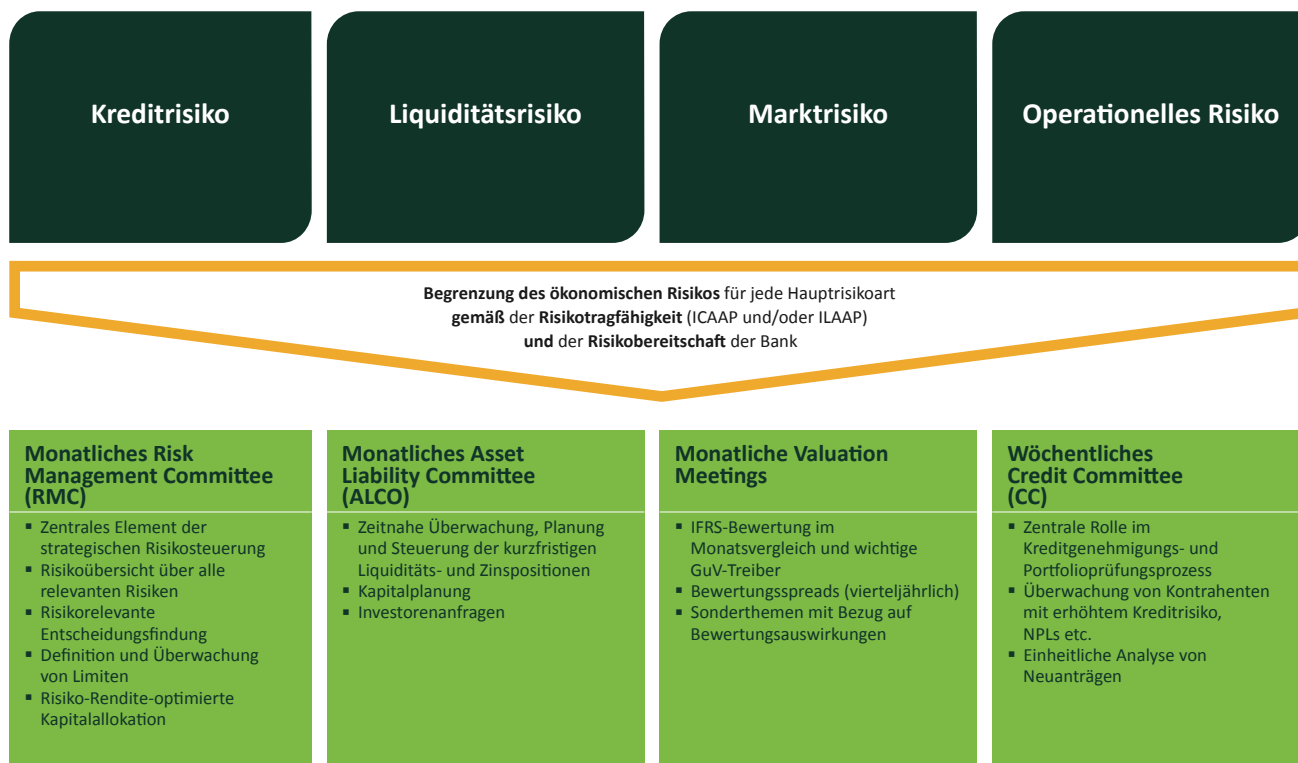 Kreditrisiko
Liquiditätsrisiko
Marktrisiko
Operationelles Risiko
Begrenzung des ökonomischen Risikos für jede Hauptrisikoart
gemäß der Risikotragfähigkeit (ICAAP und/oder ILAAP)
und der Risikobereitschaft der Bank
Monatliches Risk
Management Committee
(RMC)
▪ Zentrales Element der
strategischen Risikosteuerung
▪ Risikoübersicht über alle
relevanten Risiken
▪ Risikorelevante
Entscheidungsfindung
▪ Definition und Überwachung
von Limiten
▪ Risiko-Rendite-optimierte
Kapitalallokation
Monatliches Asset
Liability Committee
(ALCO)
▪ Zeitnahe Überwachung, Planung
und Steuerung der kurzfristigen
Liquiditäts- und Zinspositionen
▪ Kapitalplanung
▪ Investorenanfragen
Monatliche Valuation
Meetings
▪ IFRS-Bewertung im
Monatsvergleich und wichtige
GuV-Treiber
▪ Bewertungsspreads (vierteljährlich)
▪ Sonderthemen mit Bezug auf
Bewertungsauswirkungen
Wöchentliches
Credit Committee
(CC)
▪ Zentrale Rolle im
Kreditgenehmigungs- und
Portfolioprüfungsprozess
▪ Überwachung von Kontrahenten
mit erhöhtem Kreditrisiko,
NPLs etc.
▪ Einheitliche Analyse von
Neuanträgen